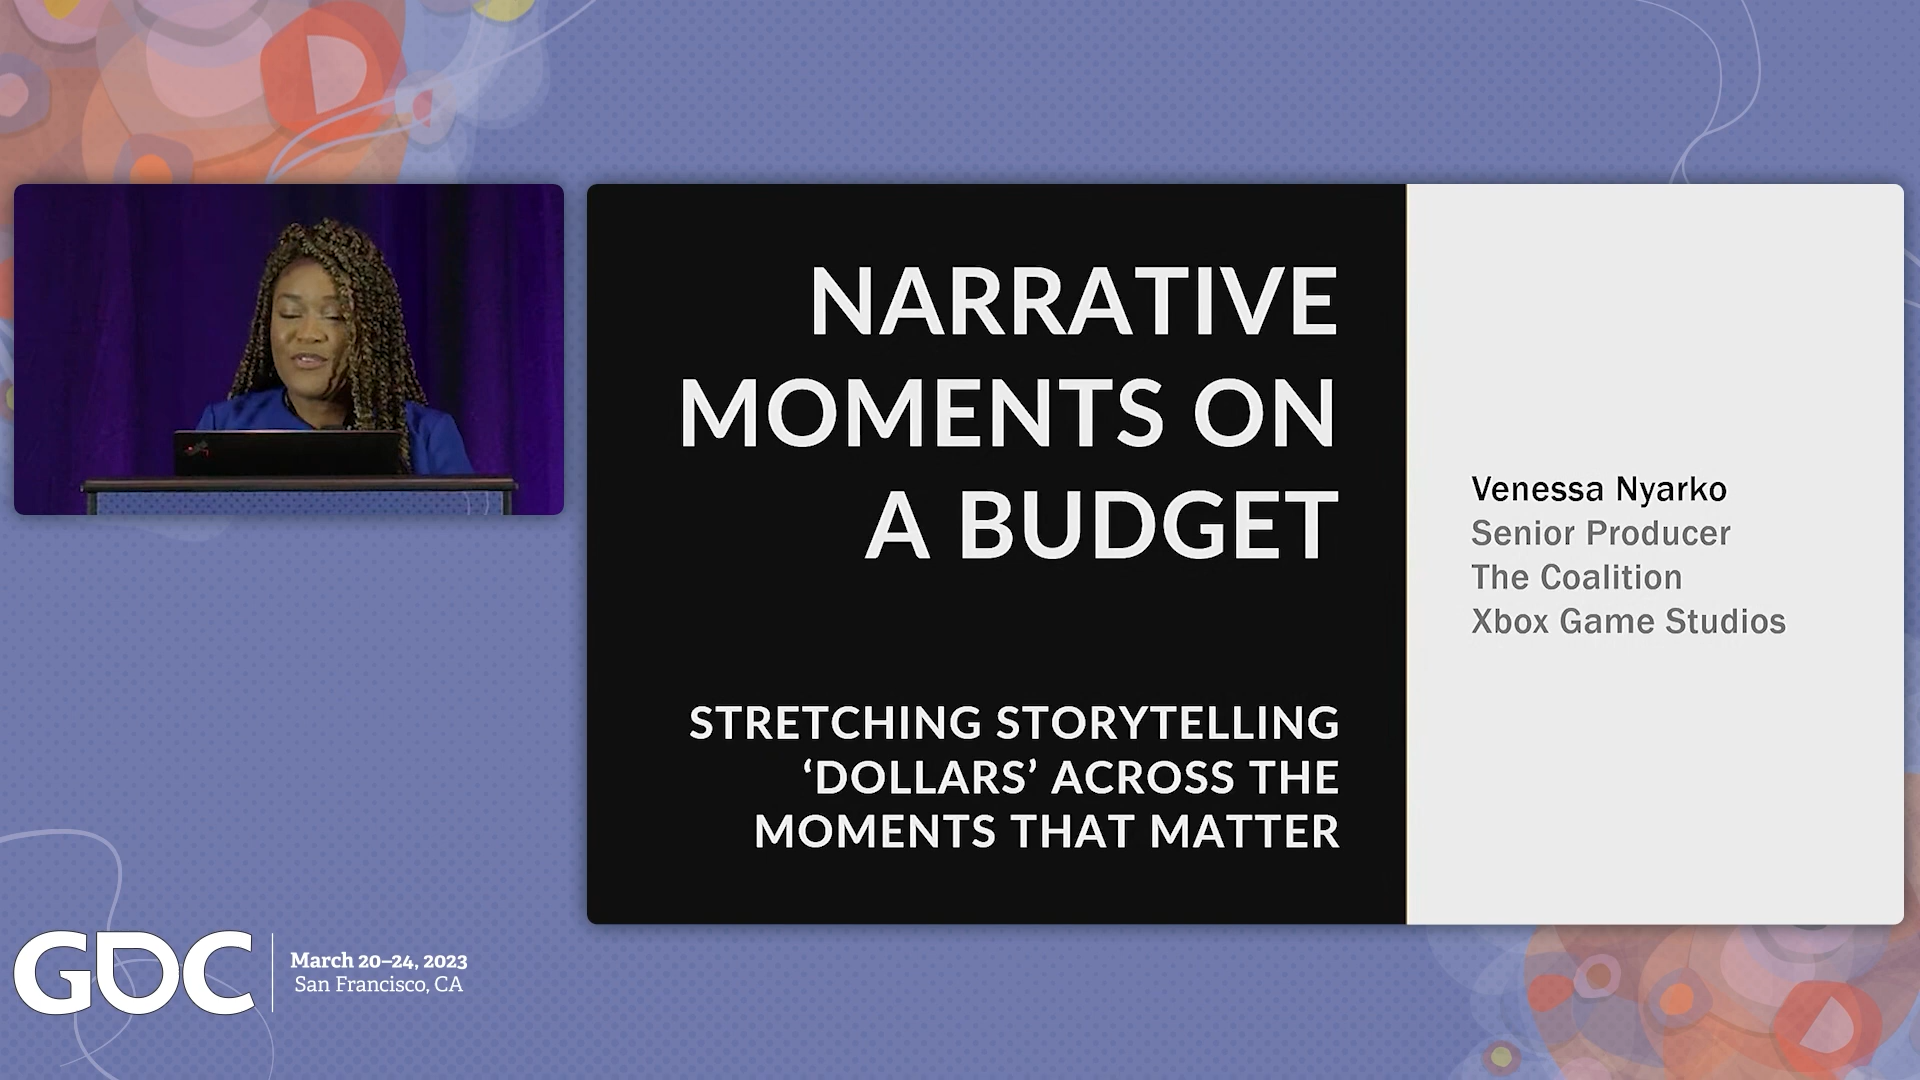 NARRATIVE
MOMENTS ON
A BUDGET
STRETCHING STORYTELLING
‘DOLLARS’ ACROSS THE
MOMENTS THAT MATTER
Venessa Nyarko
Senior Producer
The Coalition
Xbox Game Studios
GDC
March 20–24, 2023
San Francisco, CA